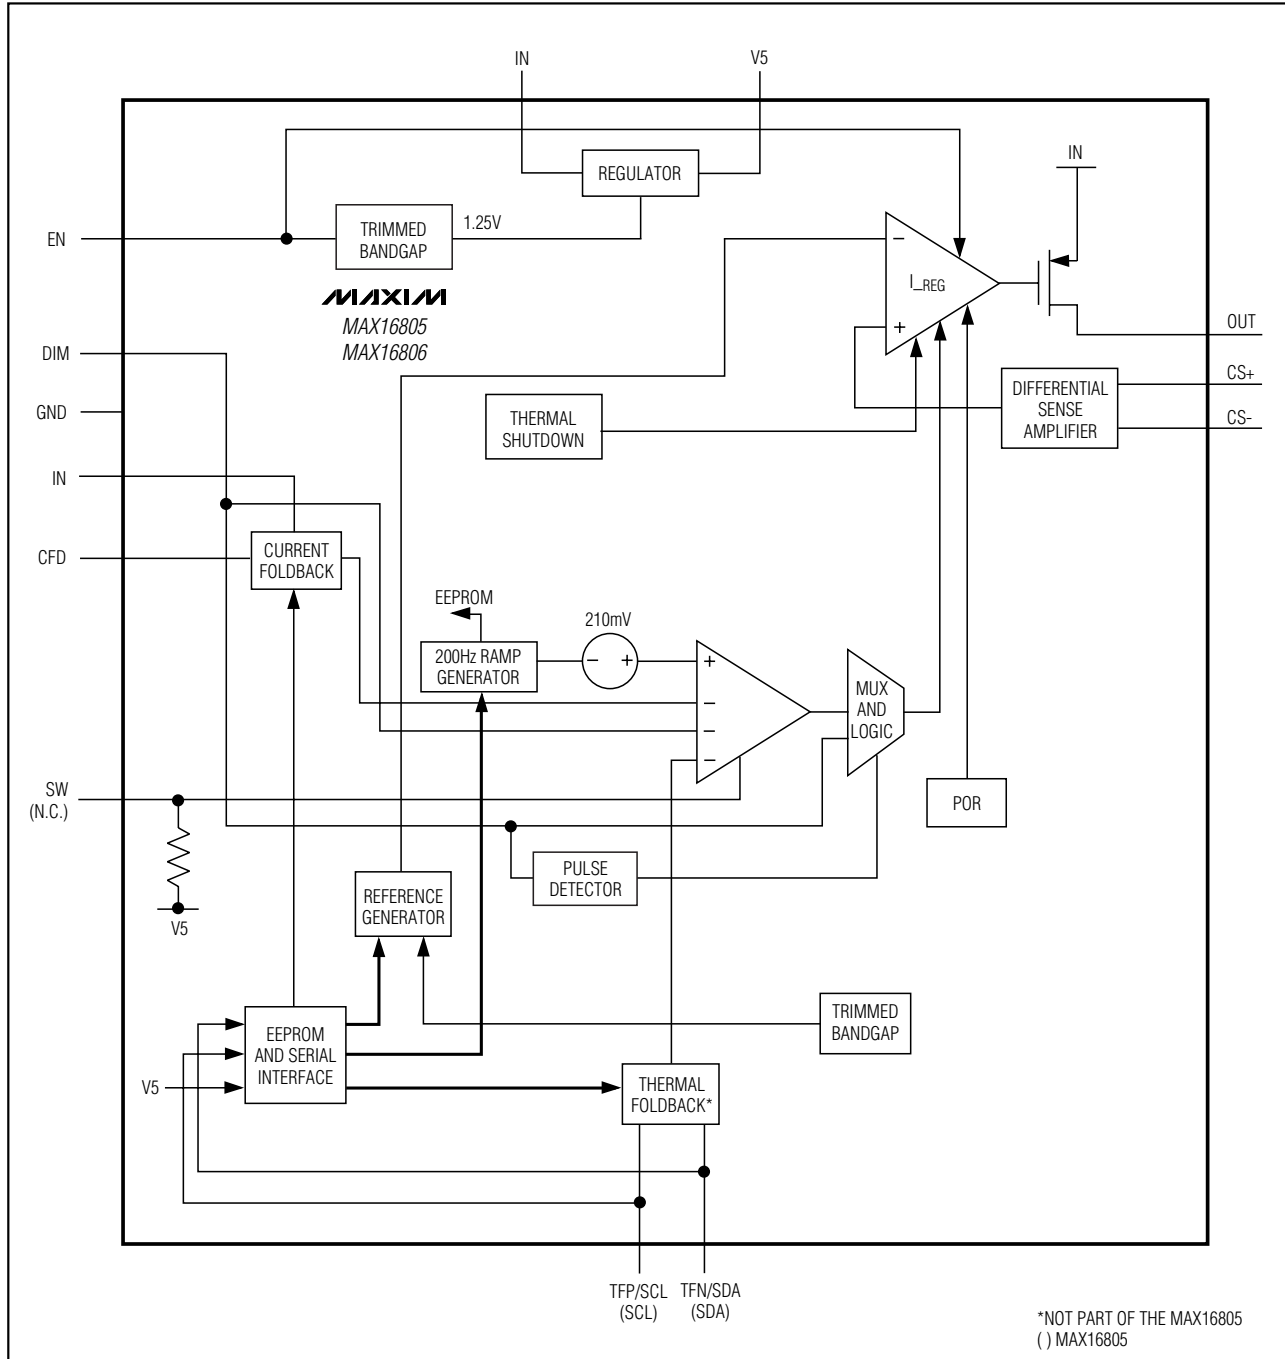 IN
V5
REGULATOR
IN
EN
TRIMMED
BANDGAP
1.25V
−
I_REG
+
MAXIM
MAX16805
MAX16806
OUT
DIM
CS+
DIFFERENTIAL
SENSE
AMPLIFIER
GND
THERMAL
SHUTDOWN
CS-
IN
CFD
CURRENT
FOLDBACK
EEPROM
210mV
200Hz RAMP
GENERATOR
− +
+
−
−
−
MUX
AND
LOGIC
SW
(N.C.)
POR
PULSE
DETECTOR
V5
REFERENCE
GENERATOR
TRIMMED
BANDGAP
EEPROM
AND SERIAL
INTERFACE
V5
THERMAL
FOLDBACK*
TFP/SCL
(SCL)
TFN/SDA
(SDA)
*NOT PART OF THE MAX16805
( ) MAX16805